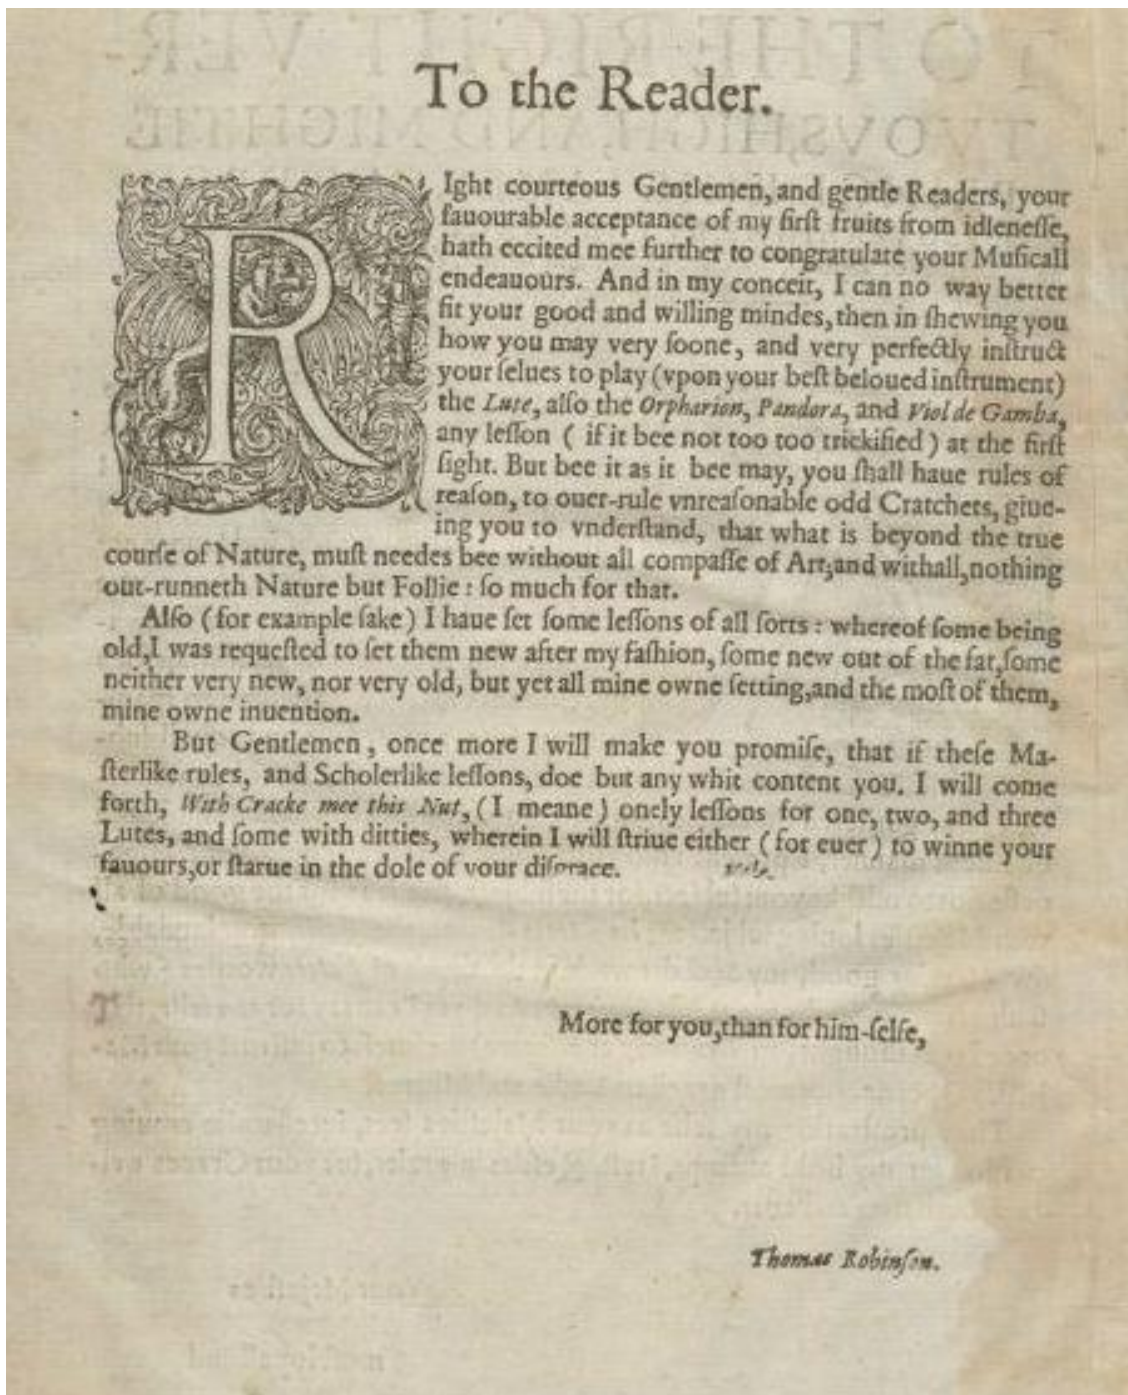 To the Reader.
RIght courteous Gentlemen, and gentle Readers, your
fauourable acceptance of my firſt fruits from idleneſſe,
hath eccited mee further to congratulate your Muſicall
endeauours. And in my conceit, I can no way better
fit your good and willing mindes, then in ſhewing you
how you may very ſoone, and very perfectly inſtruct
your ſelues to play (vpon your beſt beloued inſtrument)
the Lute, alſo the Orpharion, Pandora, and Viol de Gamba,
any leſſon ( if it bee not too too trickified ) at the firſt
ſight. But bee it as it bee may, you ſhall haue rules of
reaſon, to ouer-rule vnreaſonable odd Cratchets, giue-
ing you to vnderſtand, that what is beyond the true
courſe of Nature, muſt needes bee without all compaſſe of Art, and withall, nothing
out-runneth Nature but Follie : ſo much for that.
Alſo (for example ſake) I haue ſet ſome leſſons of all ſorts : whereof ſome being
old, I was requeſted to ſet them new after my faſhion, ſome new out of the fat, ſome
neither very new, nor very old, but yet all mine owne ſetting, and the moſt of them,
mine owne inuention.
But Gentlemen, once more I will make you promiſe, that if theſe Ma-
ſterlike rules, and Scholerlike leſſons, doe but any whit content you. I will come
forth, With Cracke mee this Nut, (I meane) onely leſſons for one, two, and three
Lutes, and ſome with ditties, wherein I will ſtriue either (for euer) to winne your
fauours, or ſtarue in the dole of your diſgrace.
More for you, than for him-ſelfe,
Thomas Robinſon.